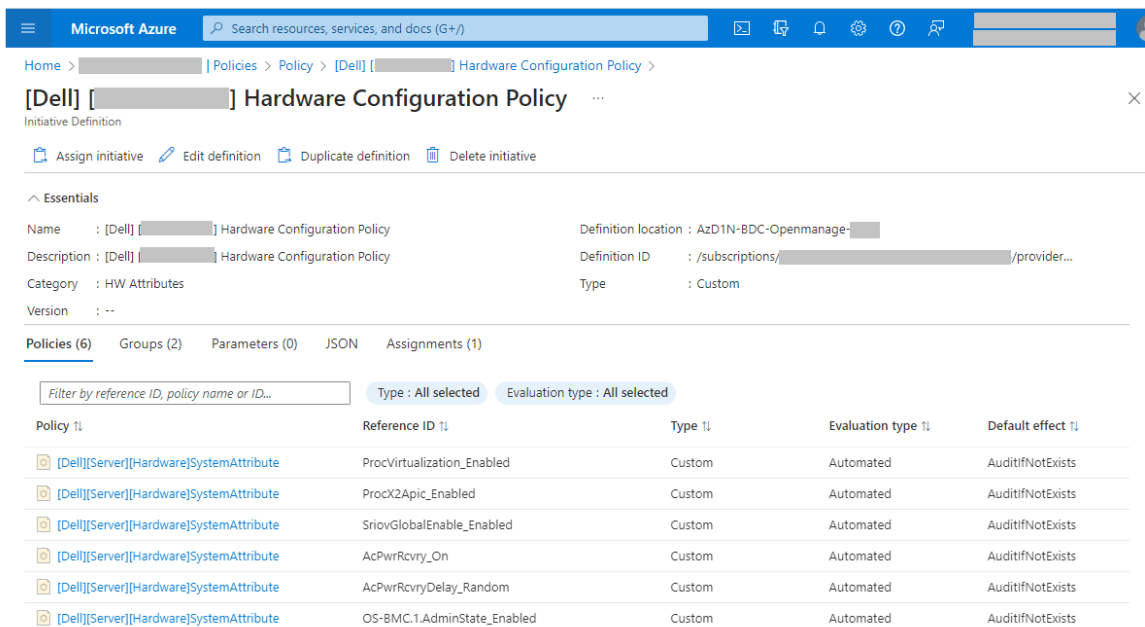 Microsoft Azure Search resources, services, and docs (G+/)
Home > | Policies > Policy > [Dell] [ ] Hardware Configuration Policy >
[Dell] [ ] Hardware Configuration Policy ...
Initiative Definition
Assign initiative Edit definition Duplicate definition Delete initiative
Essentials
Name : [Dell] [ ] Hardware Configuration Policy Definition location : AzD1N-BDC-Openmanage-
Description : [Dell] [ ] Hardware Configuration Policy Definition ID : /subscriptions/ /provider...
Category : HW Attributes Type : Custom
Version : --
Policies (6) Groups (2) Parameters (0) JSON Assignments (1)
Filter by reference ID, policy name or ID... Type : All selected Evaluation type : All selected
Policy ↑↓ Reference ID ↑↓ Type ↑↓ Evaluation type ↑↓ Default effect ↑↓
[Dell][Server][Hardware]SystemAttribute ProcVirtualization_Enabled Custom Automated AuditIfNotExists
[Dell][Server][Hardware]SystemAttribute ProcX2Apic_Enabled Custom Automated AuditIfNotExists
[Dell][Server][Hardware]SystemAttribute SriovGlobalEnable_Enabled Custom Automated AuditIfNotExists
[Dell][Server][Hardware]SystemAttribute AcPwrRcvry_On Custom Automated AuditIfNotExists
[Dell][Server][Hardware]SystemAttribute AcPwrRcvryDelay_Random Custom Automated AuditIfNotExists
[Dell][Server][Hardware]SystemAttribute OS-BMC.1.AdminState_Enabled Custom Automated AuditIfNotExists